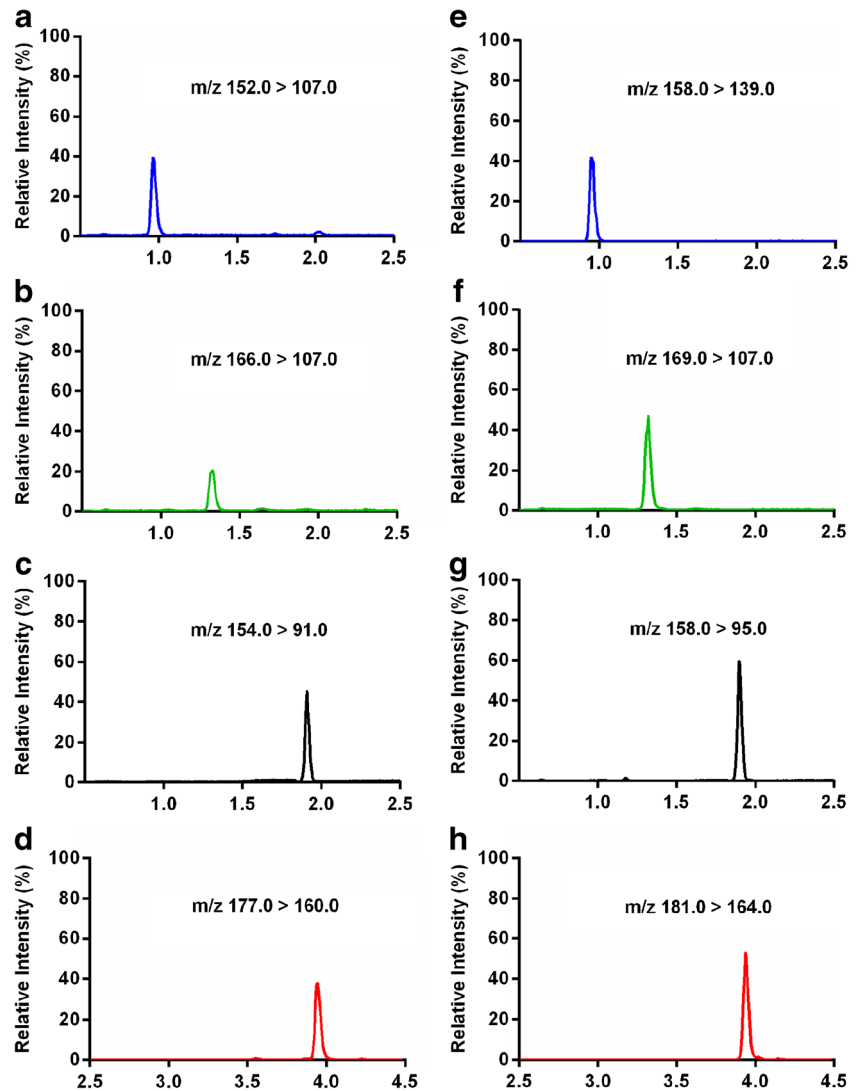 a
Relative Intensity (%)
100
80
60
40
20
0
m/z 152.0 > 107.0
1.0 1.5 2.0 2.5
e
Relative Intensity (%)
100
80
60
40
20
0
m/z 158.0 > 139.0
1.0 1.5 2.0 2.5
b
Relative Intensity (%)
100
80
60
40
20
0
m/z 166.0 > 107.0
1.0 1.5 2.0 2.5
f
Relative Intensity (%)
100
80
60
40
20
0
m/z 169.0 > 107.0
1.0 1.5 2.0 2.5
c
Relative Intensity (%)
100
80
60
40
20
0
m/z 154.0 > 91.0
1.0 1.5 2.0 2.5
g
Relative Intensity (%)
100
80
60
40
20
0
m/z 158.0 > 95.0
1.0 1.5 2.0 2.5
d
Relative Intensity (%)
100
80
60
40
20
0
m/z 177.0 > 160.0
2.5 3.0 3.5 4.0 4.5
h
Relative Intensity (%)
100
80
60
40
20
0
m/z 181.0 > 164.0
2.5 3.0 3.5 4.0 4.5